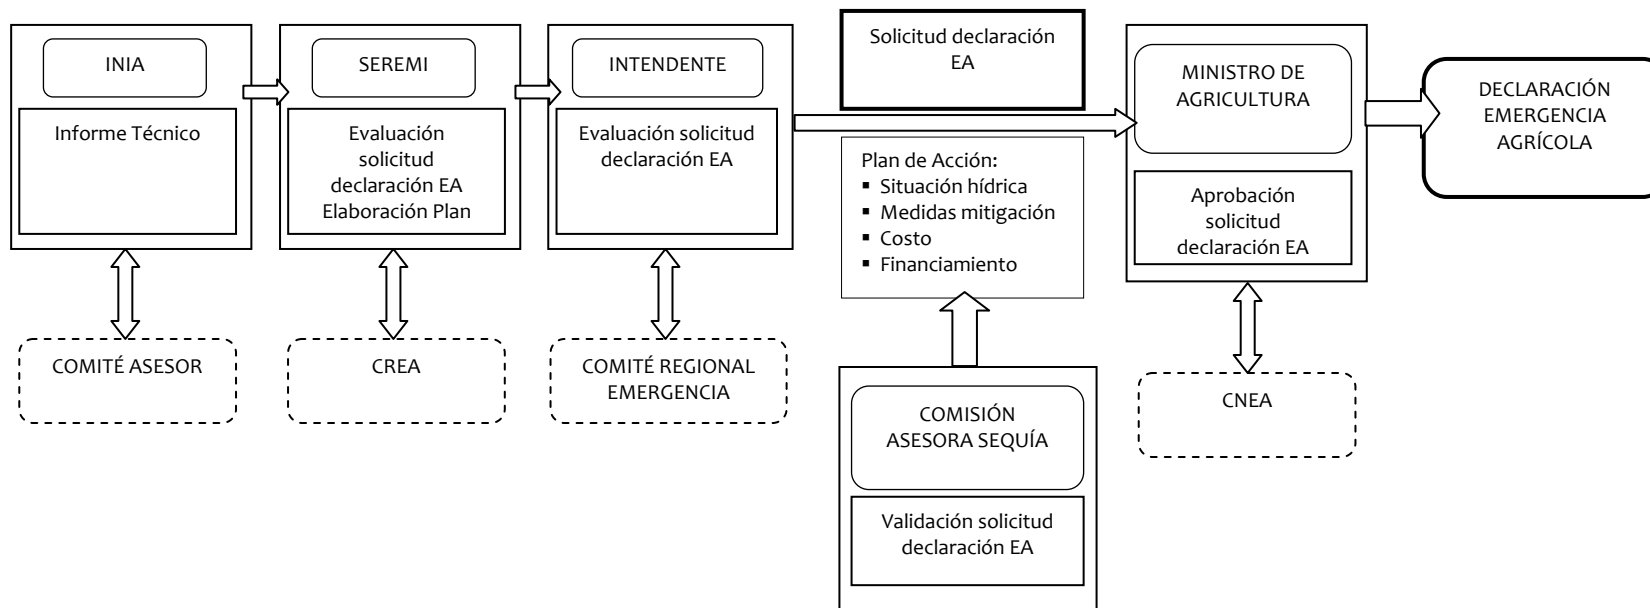 INIA
Informe Técnico
COMITÉ ASESOR
SEREMI
Evaluación
solicitud
declaración EA
Elaboración Plan
CREA
INTENDENTE
Evaluación solicitud
declaración EA
COMITÉ REGIONAL
EMERGENCIA
Solicitud declaración
EA
Plan de Acción:
▪ Situación hídrica
▪ Medidas mitigación
▪ Costo
▪ Financiamiento
COMISIÓN
ASESORA SEQUÍA
Validación solicitud
declaración EA
MINISTRO DE
AGRICULTURA
Aprobación
solicitud
declaración EA
CNEA
DECLARACIÓN
EMERGENCIA
AGRÍCOLA